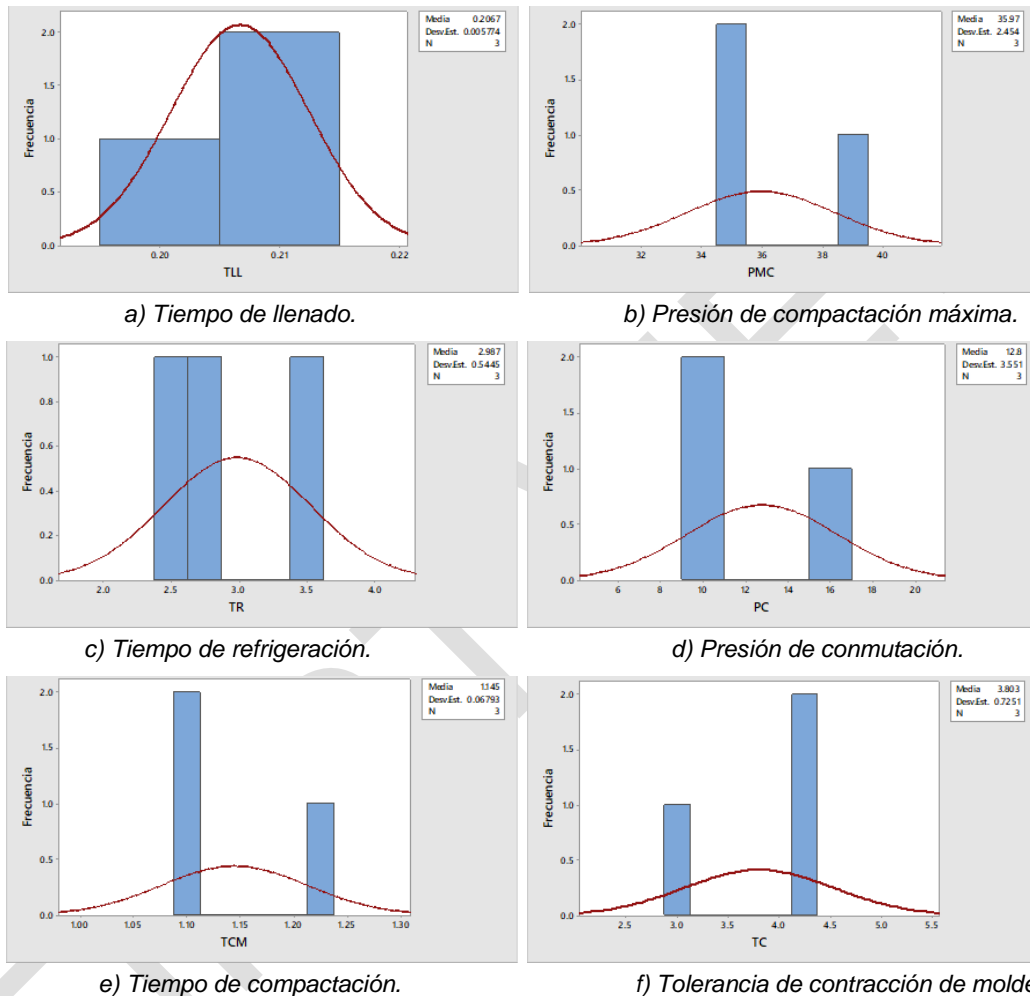 Media 0.2067
Desv.Est. 0.005774
N 3
Frecuencia
2.0
1.5
1.0
0.5
0.0
0.20 0.21 0.22
TLL
a) Tiempo de llenado.
Media 35.97
Desv.Est. 2.454
N 3
Frecuencia
2.0
1.5
1.0
0.5
0.0
32 34 36 38 40
PMC
b) Presión de compactación máxima.
Media 2.987
Desv.Est. 0.5445
N 3
Frecuencia
1.0
0.8
0.6
0.4
0.2
0.0
2.0 2.5 3.0 3.5 4.0
TR
c) Tiempo de refrigeración.
Media 12.8
Desv.Est. 3.551
N 3
Frecuencia
2.0
1.5
1.0
0.5
0.0
6 8 10 12 14 16 18 20
PC
d) Presión de conmutación.
Media 1.145
Desv.Est. 0.06793
N 3
Frecuencia
2.0
1.5
1.0
0.5
0.0
1.00 1.05 1.10 1.15 1.20 1.25 1.30
TCM
e) Tiempo de compactación.
Media 3.803
Desv.Est. 0.7251
N 3
Frecuencia
2.0
1.5
1.0
0.5
0.0
2.5 3.0 3.5 4.0 4.5 5.0 5.5
TC
f) Tolerancia de contracción de molde